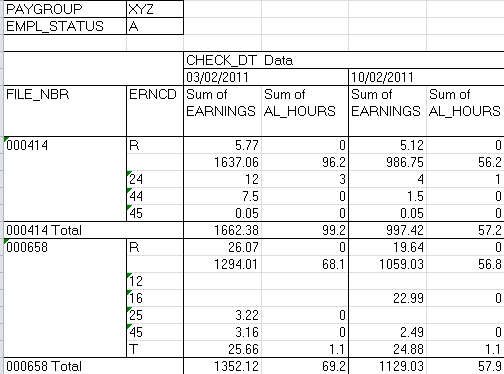 PAYGROUP XYZ
EMPL_STATUS A
CHECK_DT Data
03/02/2011 10/02/2011
FILE_NBR ERNCD Sum of Sum of Sum of Sum of
EARNINGS AL_HOURS EARNINGS AL_HOURS
000414 R 5.77 0 5.12 0
1637.06 96.2 986.75 56.2
24 12 3 4 1
44 7.5 0 1.5 0
45 0.05 0 0.05 0
000414 Total 1662.38 99.2 997.42 57.2
000658 R 26.07 0 19.64 0
1294.01 68.1 1059.03 56.8
12
16 22.99 0
25 3.22 0
45 3.16 0 2.49 0
T 25.66 1.1 24.88 1.1
000658 Total 1352.12 69.2 1129.03 57.9